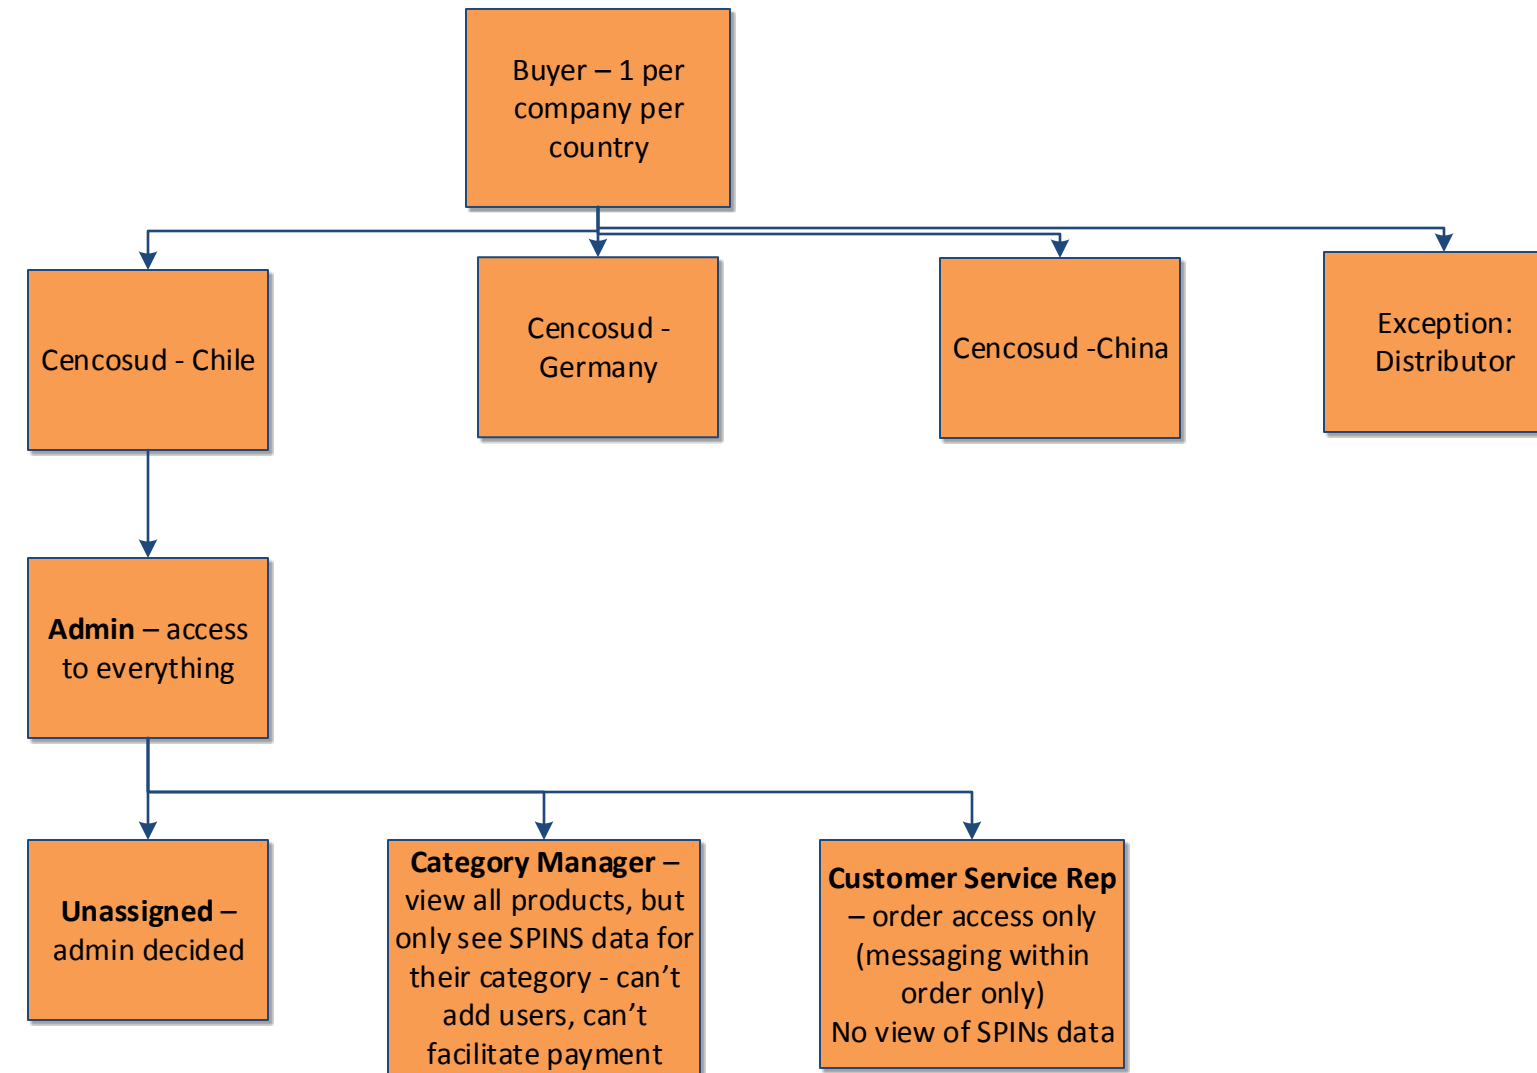 Buyer – 1 per
company per
country
Cencosud - Chile
Cencosud -
Germany
Cencosud -China
Exception:
Distributor
Admin – access
to everything
Unassigned –
admin decided
Category Manager –
view all products, but
only see SPINS data for
their category - can’t
add users, can’t
facilitate payment
Customer Service Rep
– order access only
(messaging within
order only)
No view of SPINs data